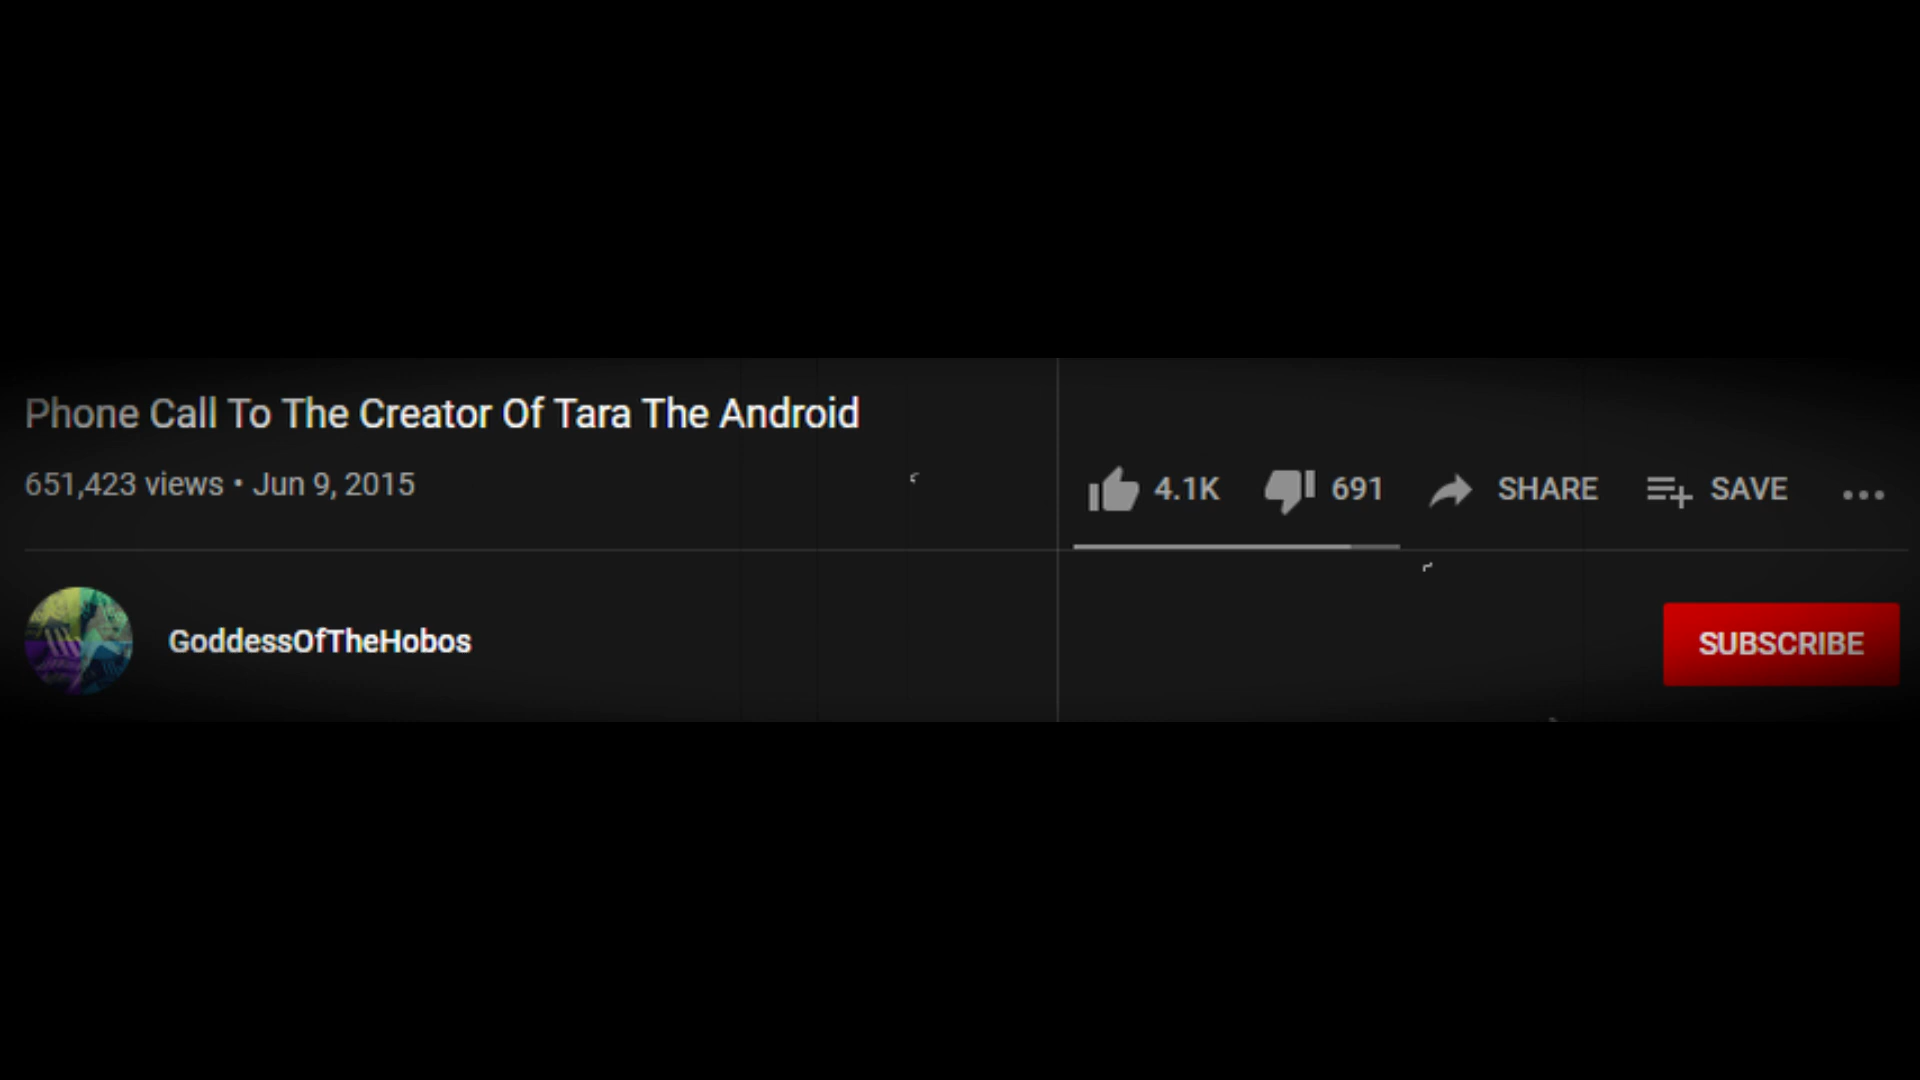 Phone Call To The Creator Of Tara The Android
651,423 views • Jun 9, 2015
4.1K 691 SHARE SAVE
GoddessOfTheHobos
SUBSCRIBE